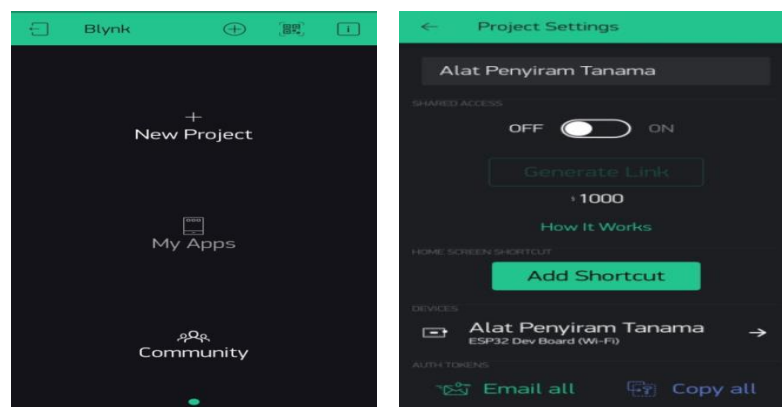 Blynk
New Project
My Apps
Community
Project Settings
Alat Penyiram Tanama
SHARED ACCESS
OFF ON
Generate Link
1000
How It Works
HOME SCREEN SHORTCUT
Add Shortcut
DEVICES
Alat Penyiram Tanama
ESP32 Dev Board (Wi-Fi)
AUTH TOKENS
Email all Copy all